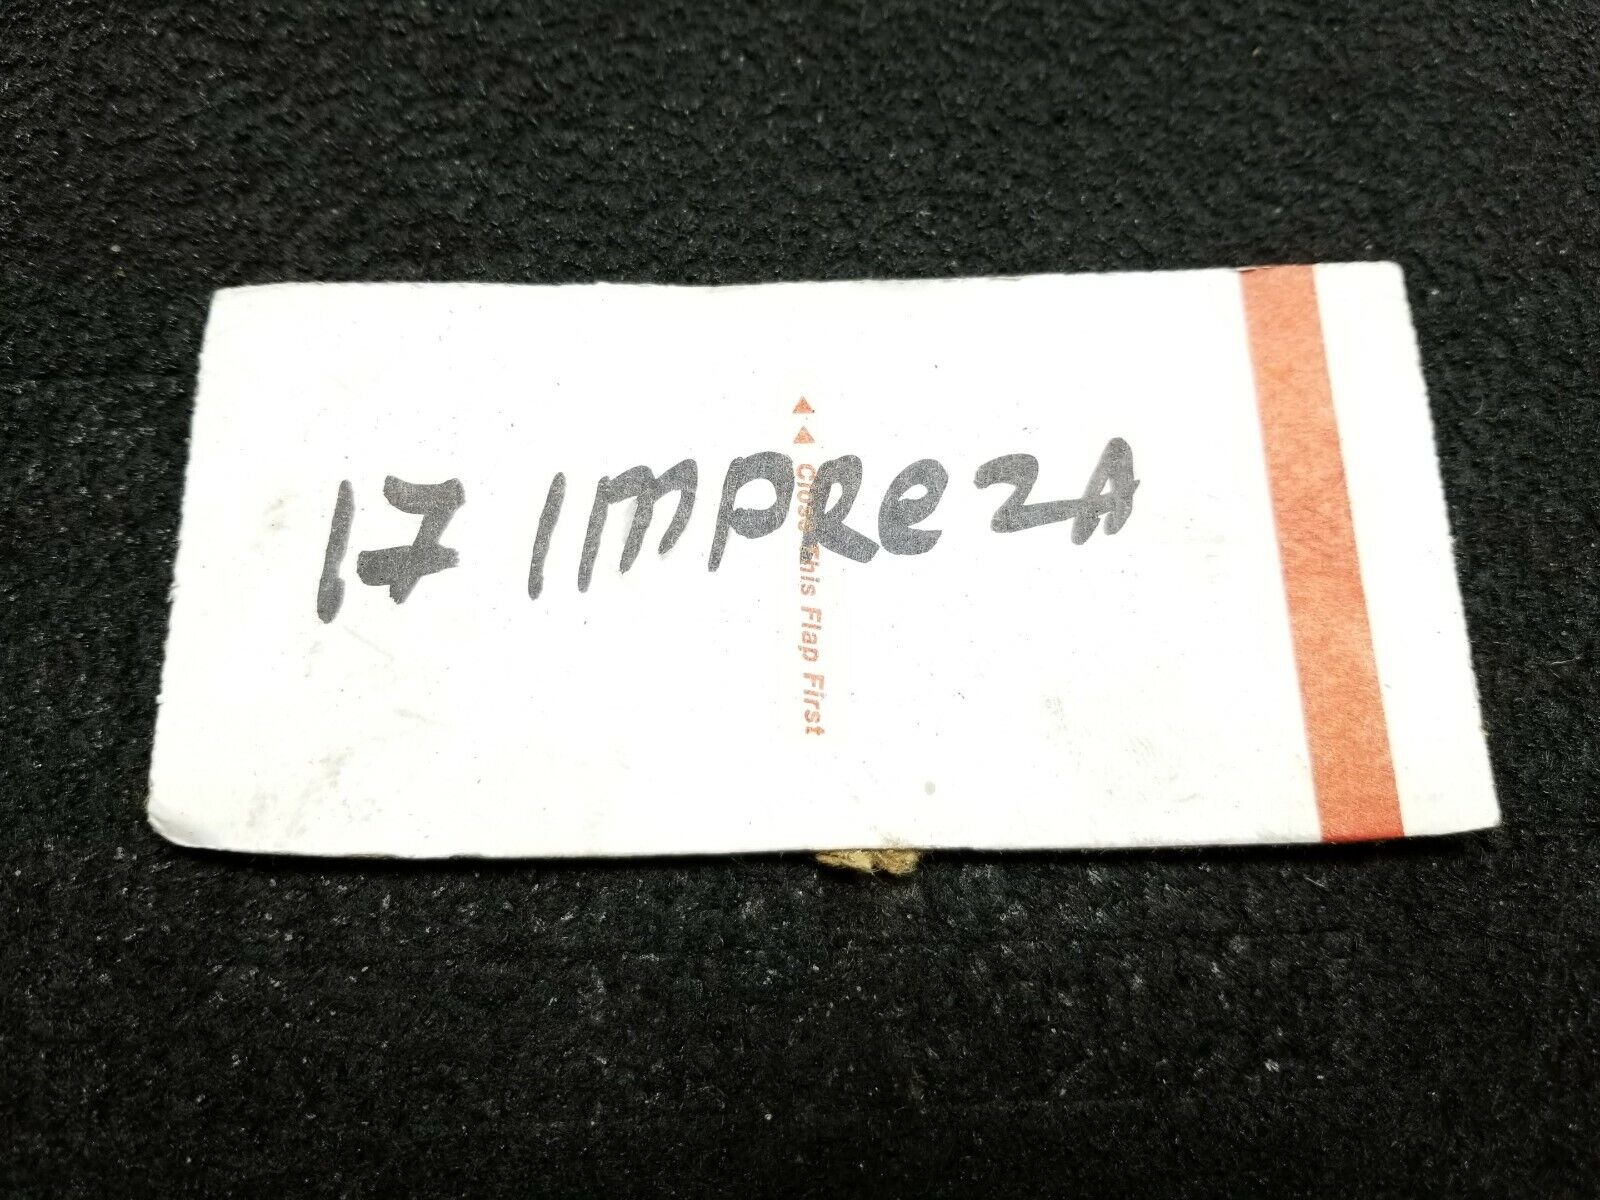 17 IMPReZA
Close This Flap First